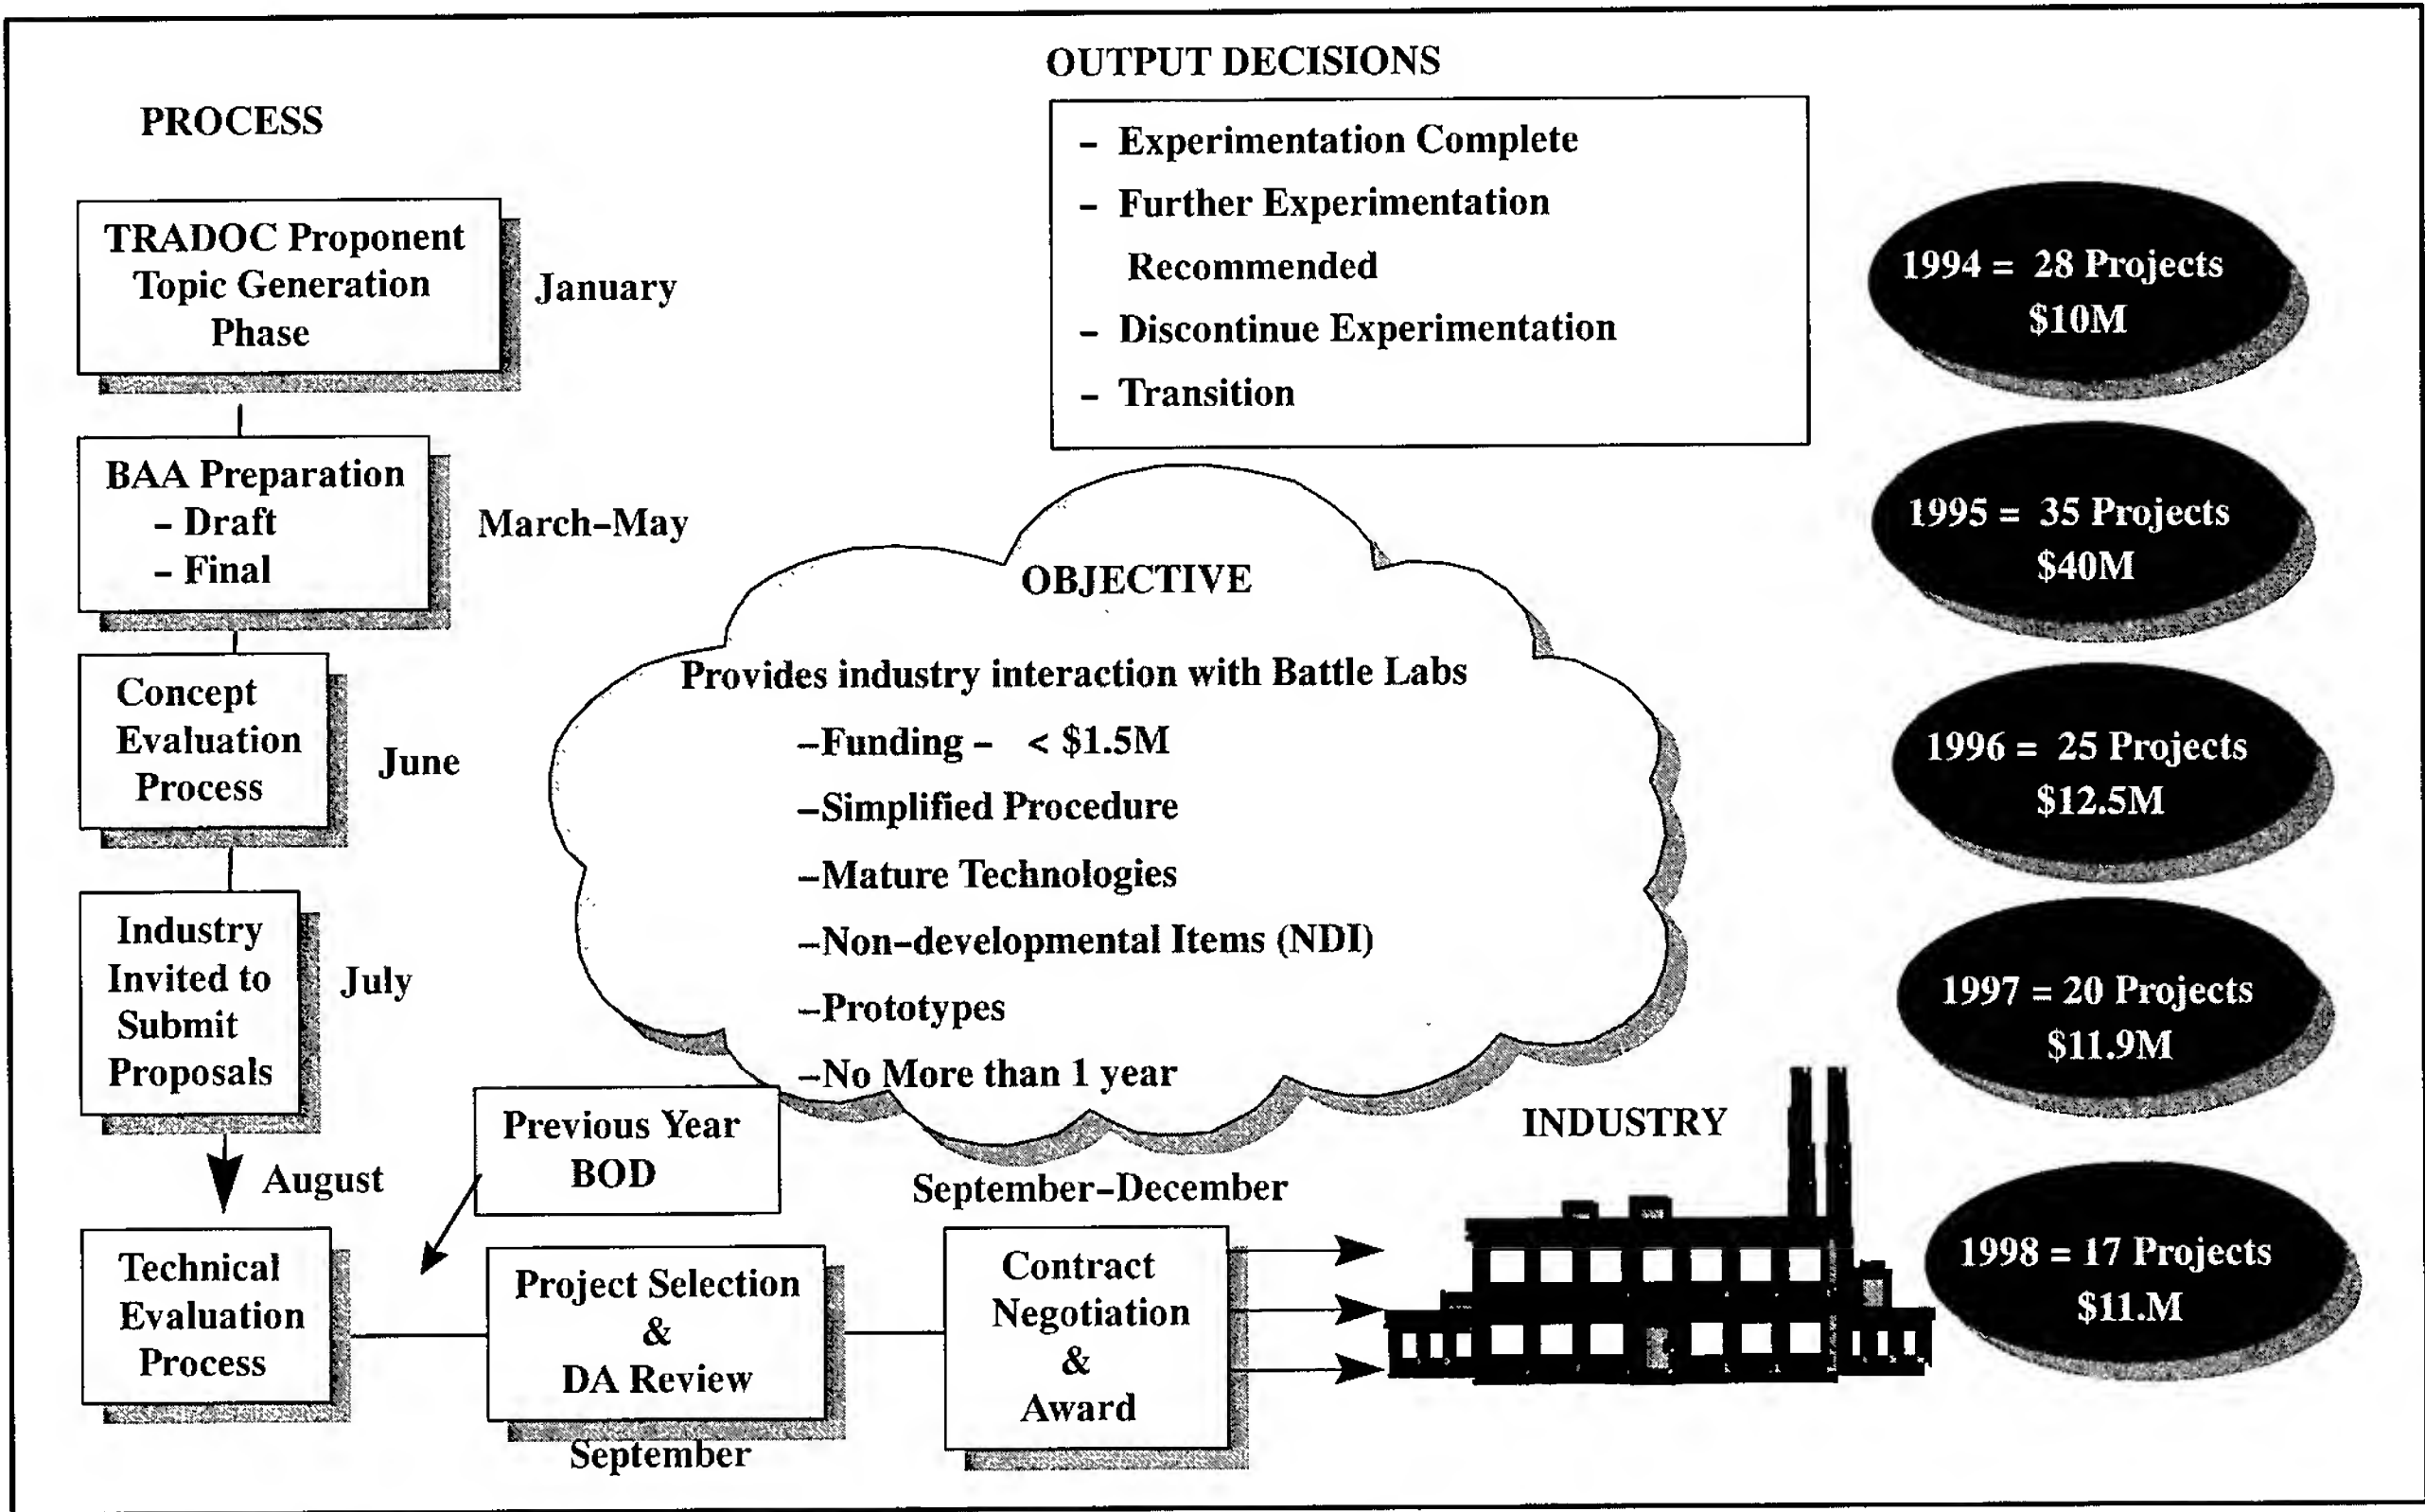 PROCESS
TRADOC Proponent
Topic Generation
Phase
January
BAA Preparation
– Draft
– Final
March–May
Concept
Evaluation
Process
June
Industry
Invited to
Submit
Proposals
July
August
Technical
Evaluation
Process
Previous Year
BOD
Project Selection
&
DA Review
September
September–December
Contract
Negotiation
&
Award
INDUSTRY
OUTPUT DECISIONS
– Experimentation Complete
– Further Experimentation
Recommended
– Discontinue Experimentation
– Transition
OBJECTIVE
Provides industry interaction with Battle Labs
–Funding – < $1.5M
–Simplified Procedure
–Mature Technologies
–Non–developmental Items (NDI)
–Prototypes
–No More than 1 year
1994 = 28 Projects
$10M
1995 = 35 Projects
$40M
1996 = 25 Projects
$12.5M
1997 = 20 Projects
$11.9M
1998 = 17 Projects
$11.M